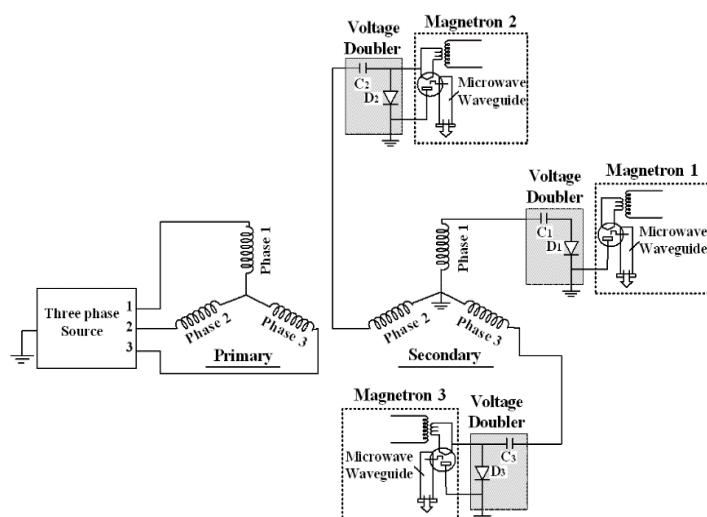 Voltage
Doubler
Magnetron 2
C2
D2
Microwave
Waveguide
Voltage
Doubler
Magnetron 1
C1
D1
Microwave
Waveguide
Phase 1
Phase 1
Three phase
Source
1
2
3
Phase 2
Phase 3
Primary
Phase 2
Phase 3
Secondary
Magnetron 3
Voltage
Doubler
Microwave
Waveguide
C3
D3